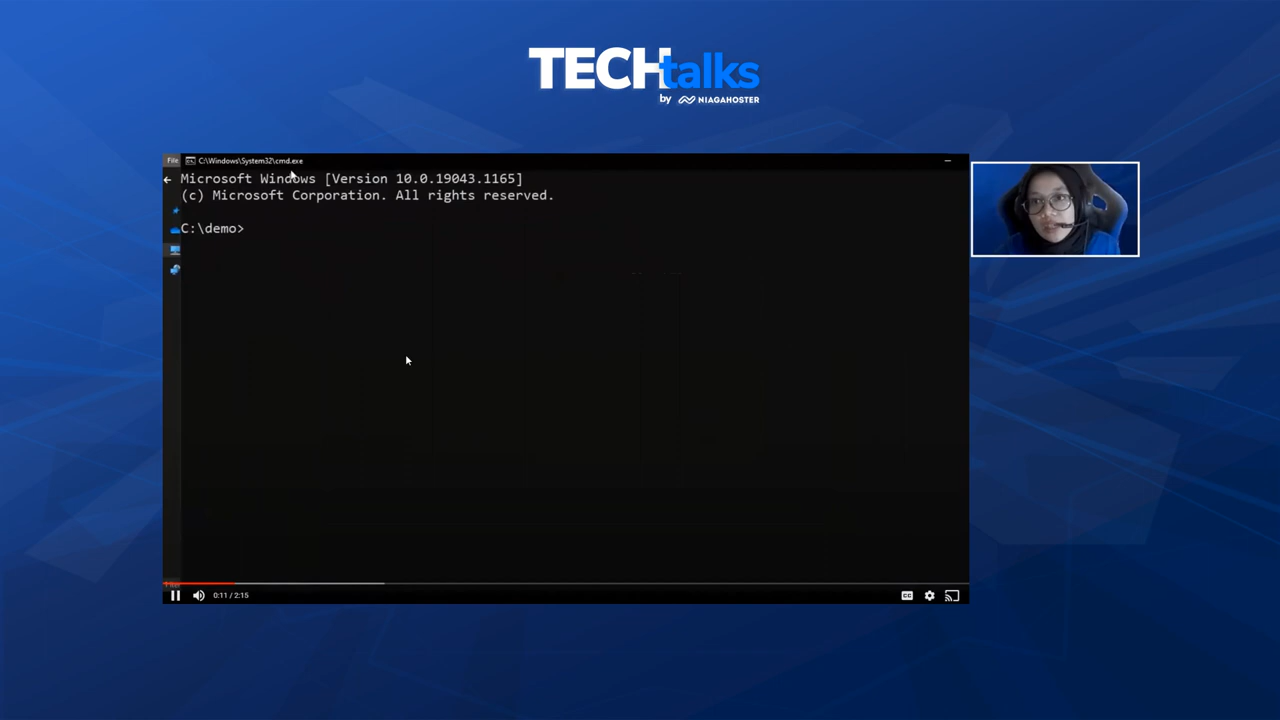 TECHtalks
by NIAGAHOSTER
File C:\Windows\System32\cmd.exe
Microsoft Windows [Version 10.0.19043.1165]
(c) Microsoft Corporation. All rights reserved.
C:\demo>
0:11 / 2:15
CC